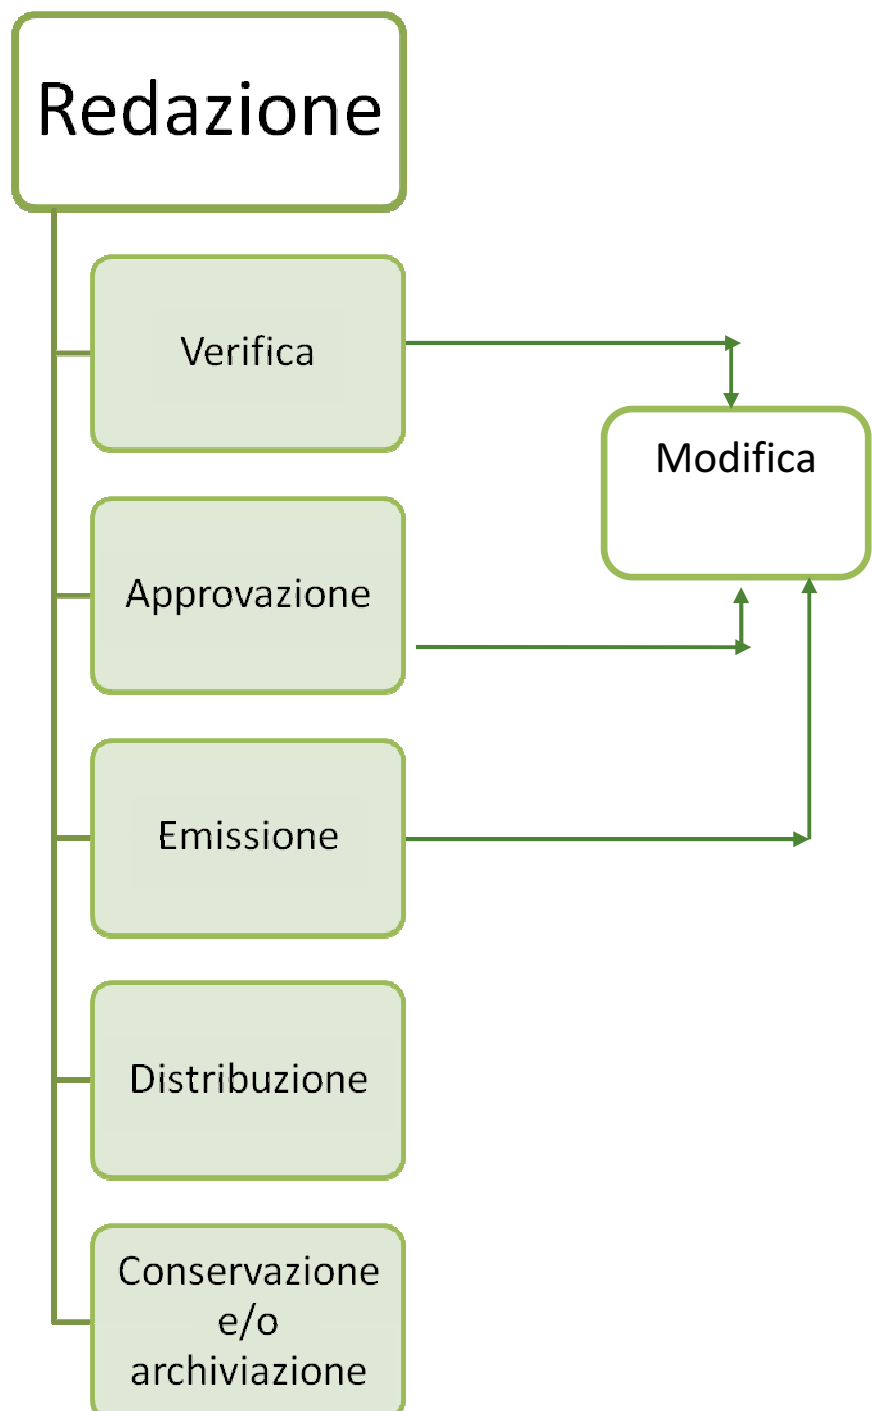 Redazione
Verifica
Modifica
Approvazione
Emissione
Distribuzione
Conservazione
e/o
archiviazione